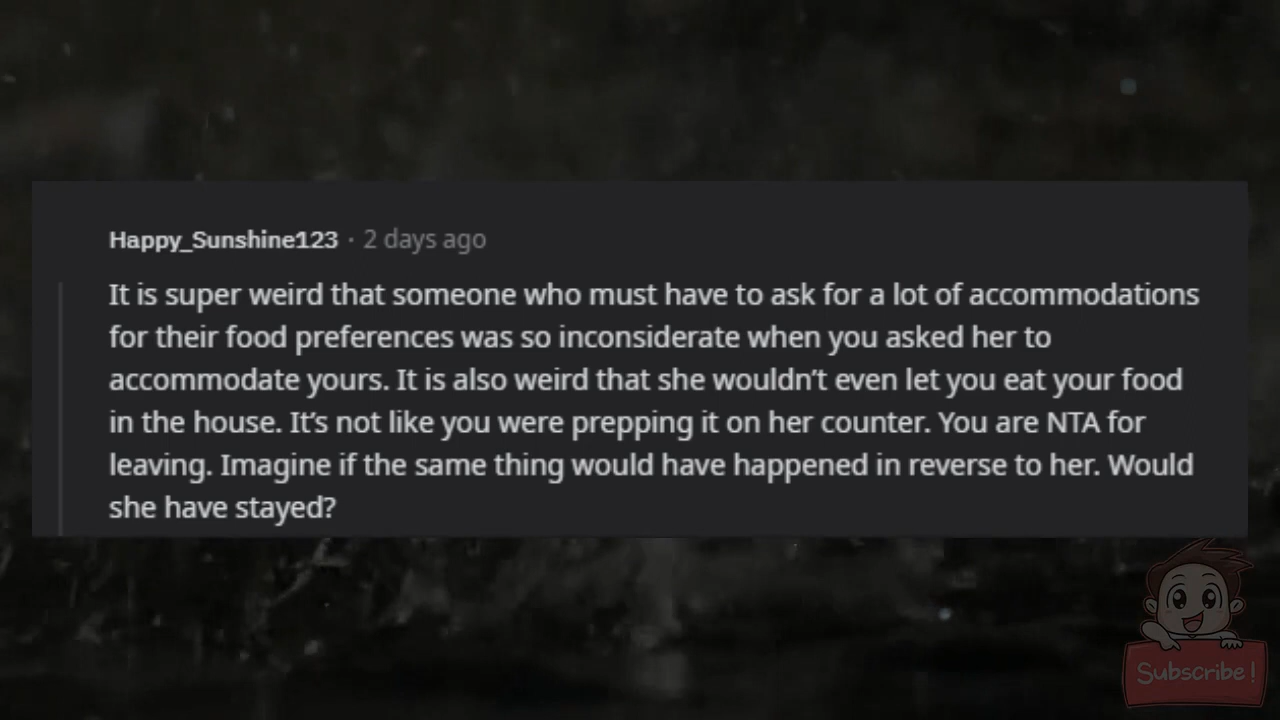 Happy_Sunshine123 · 2 days ago
It is super weird that someone who must have to ask for a lot of accommodations
for their food preferences was so inconsiderate when you asked her to
accommodate yours. It is also weird that she wouldn’t even let you eat your food
in the house. It’s not like you were prepping it on her counter. You are NTA for
leaving. Imagine if the same thing would have happened in reverse to her. Would
she have stayed?
Subscribe!